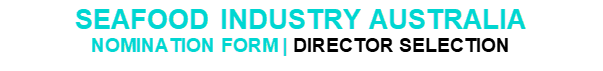 SEAFOOD INDUSTRY AUSTRALIA
NOMINATION FORM | DIRECTOR SELECTION